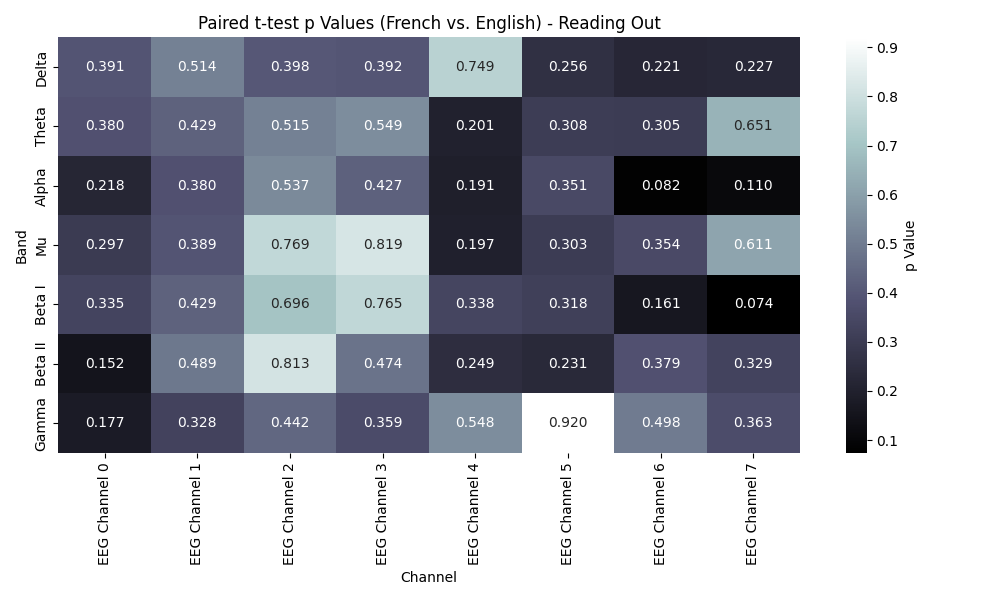 Paired t-test p Values (French vs. English) - Reading Out
Band
Delta 0.391 0.514 0.398 0.392 0.749 0.256 0.221 0.227
Theta 0.380 0.429 0.515 0.549 0.201 0.308 0.305 0.651
Alpha 0.218 0.380 0.537 0.427 0.191 0.351 0.082 0.110
Mu 0.297 0.389 0.769 0.819 0.197 0.303 0.354 0.611
Beta I 0.335 0.429 0.696 0.765 0.338 0.318 0.161 0.074
Beta II 0.152 0.489 0.813 0.474 0.249 0.231 0.379 0.329
Gamma 0.177 0.328 0.442 0.359 0.548 0.920 0.498 0.363
EEG Channel 0
EEG Channel 1
EEG Channel 2
EEG Channel 3
EEG Channel 4
EEG Channel 5
EEG Channel 6
EEG Channel 7
Channel
0.9
0.8
0.7
0.6
0.5
0.4
0.3
0.2
0.1
p Value